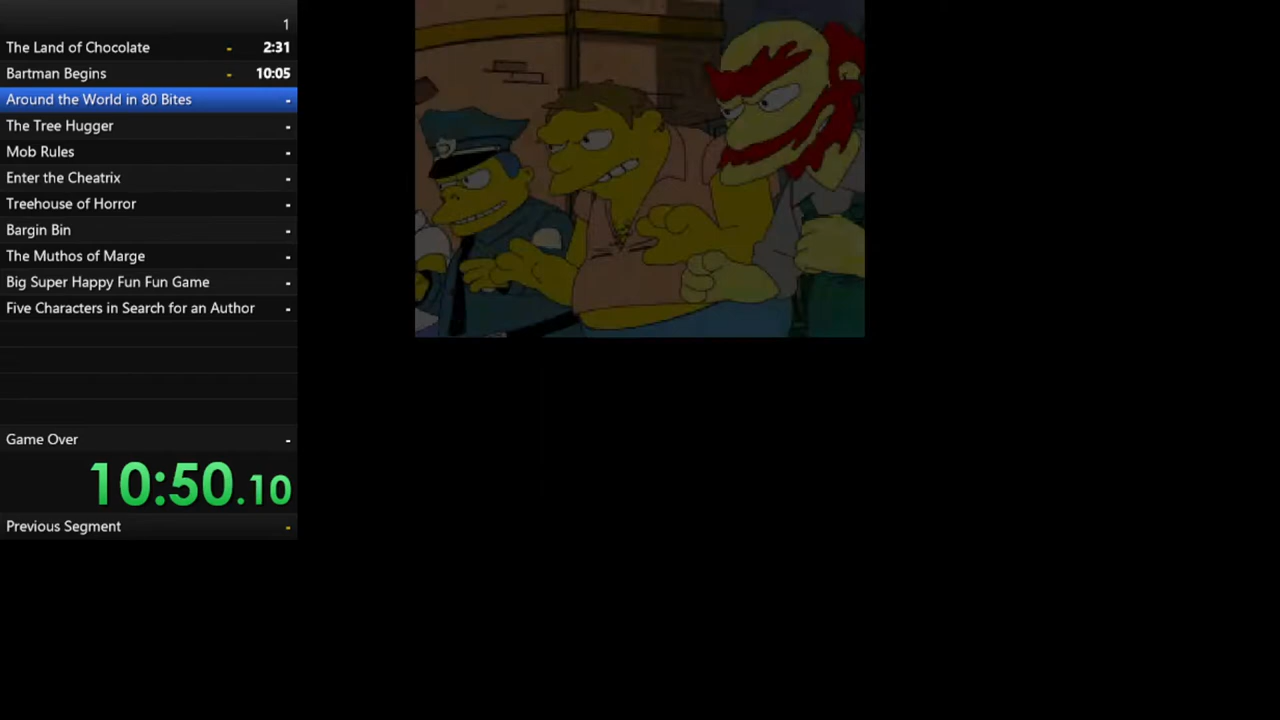 1
The Land of Chocolate - 2:31
Bartman Begins - 10:05
Around the World in 80 Bites -
The Tree Hugger -
Mob Rules -
Enter the Cheatrix -
Treehouse of Horror -
Bargin Bin -
The Muthos of Marge -
Big Super Happy Fun Fun Game -
Five Characters in Search for an Author -
Game Over -
10:50.10
Previous Segment -